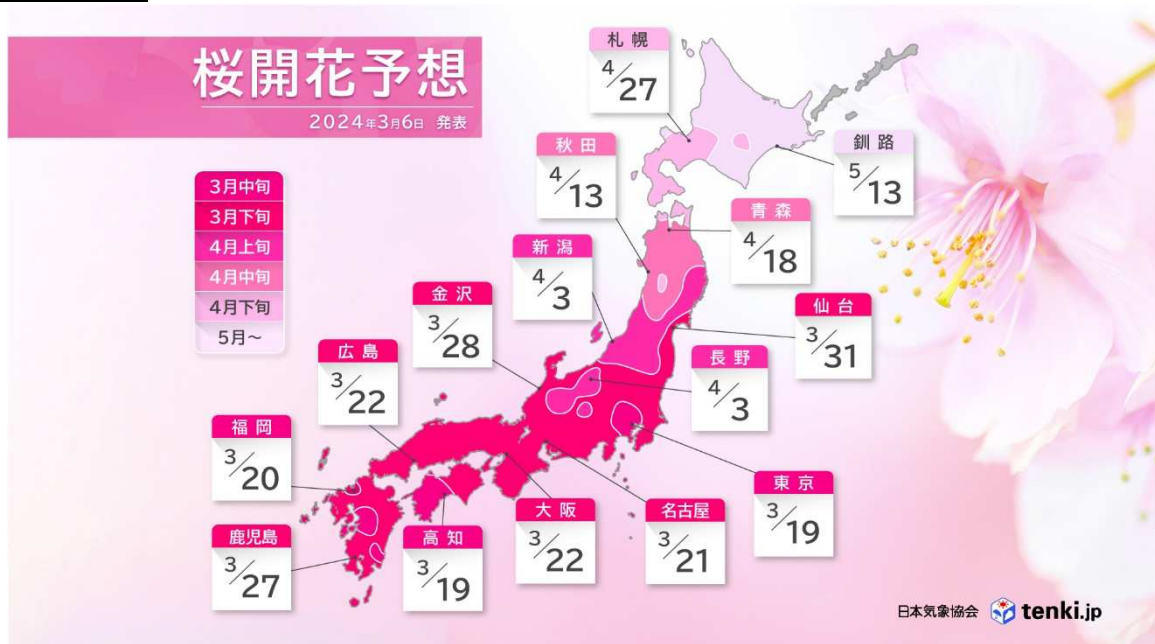 桜開花予想
2024年3月6日 発表
3月中旬
3月下旬
4月上旬
4月中旬
4月下旬
5月～
札幌
4/27
釧路
5/13
秋田
4/13
青森
4/18
新潟
4/3
金沢
3/28
仙台
3/31
広島
3/22
長野
4/3
福岡
3/20
東京
3/19
鹿児島
3/27
高知
3/19
大阪
3/22
名古屋
3/21
日本気象協会 tenki.jp